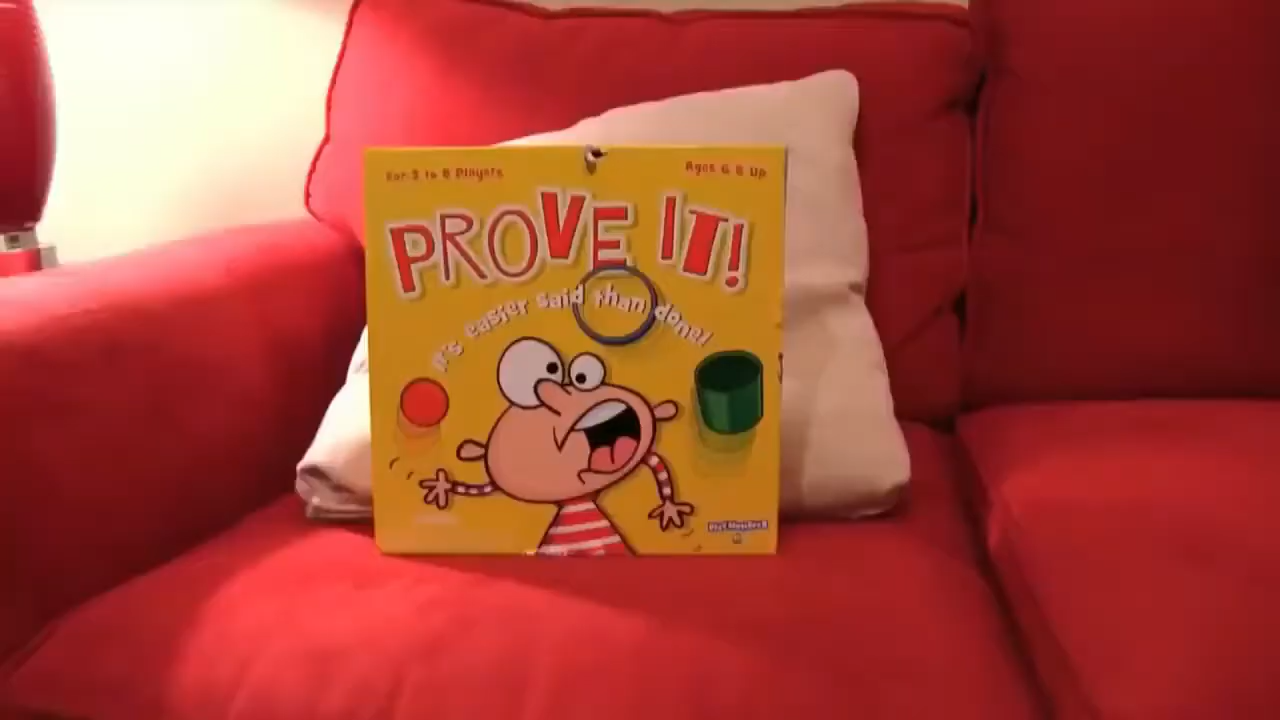 For 3 to 8 Players
Ages 6 & Up
PROVE IT!
It's easier said than done!